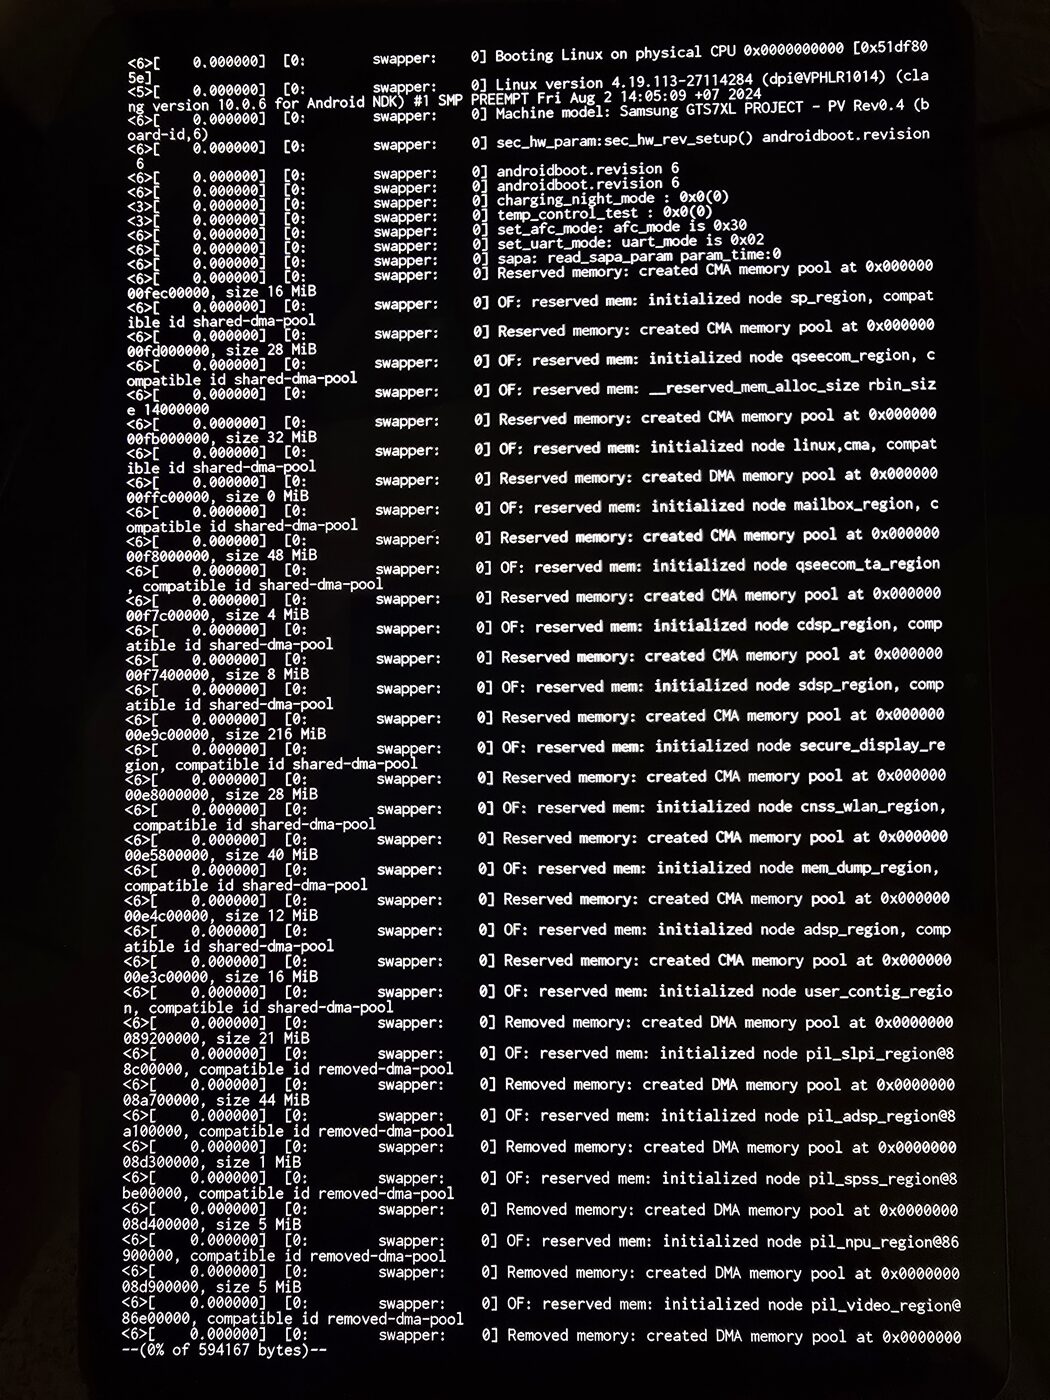 <6>[    0.000000]  [0:        swapper:    0] Booting Linux on physical CPU 0x0000000000 [0x51df80
5e]
<5>[    0.000000]  [0:        swapper:    0] Linux version 4.19.113-27114284 (dpi@VPHLR1014) (cla
ng version 10.0.6 for Android NDK) #1 SMP PREEMPT Fri Aug 2 14:05:09 +07 2024
<6>[    0.000000]  [0:        swapper:    0] Machine model: Samsung GTS7XL PROJECT - PV Rev0.4 (b
oard-id,6)
<6>[    0.000000]  [0:        swapper:    0] sec_hw_param:sec_hw_rev_setup() androidboot.revision
 6
<6>[    0.000000]  [0:        swapper:    0] androidboot.revision 6
<6>[    0.000000]  [0:        swapper:    0] androidboot.revision 6
<3>[    0.000000]  [0:        swapper:    0] charging_night_mode : 0x0(0)
<3>[    0.000000]  [0:        swapper:    0] temp_control_test : 0x0(0)
<6>[    0.000000]  [0:        swapper:    0] set_afc_mode: afc_mode is 0x30
<6>[    0.000000]  [0:        swapper:    0] set_uart_mode: uart_mode is 0x02
<6>[    0.000000]  [0:        swapper:    0] sapa: read_sapa_param param_time:0
<6>[    0.000000]  [0:        swapper:    0] Reserved memory: created CMA memory pool at 0x000000
00fec00000, size 16 MiB
<6>[    0.000000]  [0:        swapper:    0] OF: reserved mem: initialized node sp_region, compat
ible id shared-dma-pool
<6>[    0.000000]  [0:        swapper:    0] Reserved memory: created CMA memory pool at 0x000000
00fd000000, size 28 MiB
<6>[    0.000000]  [0:        swapper:    0] OF: reserved mem: initialized node qseecom_region, c
ompatible id shared-dma-pool
<6>[    0.000000]  [0:        swapper:    0] OF: reserved mem: __reserved_mem_alloc_size rbin_siz
e 14000000
<6>[    0.000000]  [0:        swapper:    0] Reserved memory: created CMA memory pool at 0x000000
00fb000000, size 32 MiB
<6>[    0.000000]  [0:        swapper:    0] OF: reserved mem: initialized node linux,cma, compat
ible id shared-dma-pool
<6>[    0.000000]  [0:        swapper:    0] Reserved memory: created DMA memory pool at 0x000000
00ffc00000, size 0 MiB
<6>[    0.000000]  [0:        swapper:    0] OF: reserved mem: initialized node mailbox_region, c
ompatible id shared-dma-pool
<6>[    0.000000]  [0:        swapper:    0] Reserved memory: created CMA memory pool at 0x000000
00f8000000, size 48 MiB
<6>[    0.000000]  [0:        swapper:    0] OF: reserved mem: initialized node qseecom_ta_region
, compatible id shared-dma-pool
<6>[    0.000000]  [0:        swapper:    0] Reserved memory: created CMA memory pool at 0x000000
00f7c00000, size 4 MiB
<6>[    0.000000]  [0:        swapper:    0] OF: reserved mem: initialized node cdsp_region, comp
atible id shared-dma-pool
<6>[    0.000000]  [0:        swapper:    0] Reserved memory: created CMA memory pool at 0x000000
00f7400000, size 8 MiB
<6>[    0.000000]  [0:        swapper:    0] OF: reserved mem: initialized node sdsp_region, comp
atible id shared-dma-pool
<6>[    0.000000]  [0:        swapper:    0] Reserved memory: created CMA memory pool at 0x000000
00e9c00000, size 216 MiB
<6>[    0.000000]  [0:        swapper:    0] OF: reserved mem: initialized node secure_display_re
gion, compatible id shared-dma-pool
<6>[    0.000000]  [0:        swapper:    0] Reserved memory: created CMA memory pool at 0x000000
00e8000000, size 28 MiB
<6>[    0.000000]  [0:        swapper:    0] OF: reserved mem: initialized node cnss_wlan_region,
 compatible id shared-dma-pool
<6>[    0.000000]  [0:        swapper:    0] Reserved memory: created CMA memory pool at 0x000000
00e5800000, size 40 MiB
<6>[    0.000000]  [0:        swapper:    0] OF: reserved mem: initialized node mem_dump_region,
compatible id shared-dma-pool
<6>[    0.000000]  [0:        swapper:    0] Reserved memory: created CMA memory pool at 0x000000
00e4c00000, size 12 MiB
<6>[    0.000000]  [0:        swapper:    0] OF: reserved mem: initialized node adsp_region, comp
atible id shared-dma-pool
<6>[    0.000000]  [0:        swapper:    0] Reserved memory: created CMA memory pool at 0x000000
00e3c00000, size 16 MiB
<6>[    0.000000]  [0:        swapper:    0] OF: reserved mem: initialized node user_contig_regio
n, compatible id shared-dma-pool
<6>[    0.000000]  [0:        swapper:    0] Removed memory: created DMA memory pool at 0x0000000
089200000, size 21 MiB
<6>[    0.000000]  [0:        swapper:    0] OF: reserved mem: initialized node pil_slpi_region@8
8c00000, compatible id removed-dma-pool
<6>[    0.000000]  [0:        swapper:    0] Removed memory: created DMA memory pool at 0x0000000
08a700000, size 44 MiB
<6>[    0.000000]  [0:        swapper:    0] OF: reserved mem: initialized node pil_adsp_region@8
a100000, compatible id removed-dma-pool
<6>[    0.000000]  [0:        swapper:    0] Removed memory: created DMA memory pool at 0x0000000
08d300000, size 1 MiB
<6>[    0.000000]  [0:        swapper:    0] OF: reserved mem: initialized node pil_spss_region@8
be00000, compatible id removed-dma-pool
<6>[    0.000000]  [0:        swapper:    0] Removed memory: created DMA memory pool at 0x0000000
08d400000, size 5 MiB
<6>[    0.000000]  [0:        swapper:    0] OF: reserved mem: initialized node pil_npu_region@86
900000, compatible id removed-dma-pool
<6>[    0.000000]  [0:        swapper:    0] Removed memory: created DMA memory pool at 0x0000000
08d900000, size 5 MiB
<6>[    0.000000]  [0:        swapper:    0] OF: reserved mem: initialized node pil_video_region@
86e00000, compatible id removed-dma-pool
<6>[    0.000000]  [0:        swapper:    0] Removed memory: created DMA memory pool at 0x0000000
--(0% of 594167 bytes)--